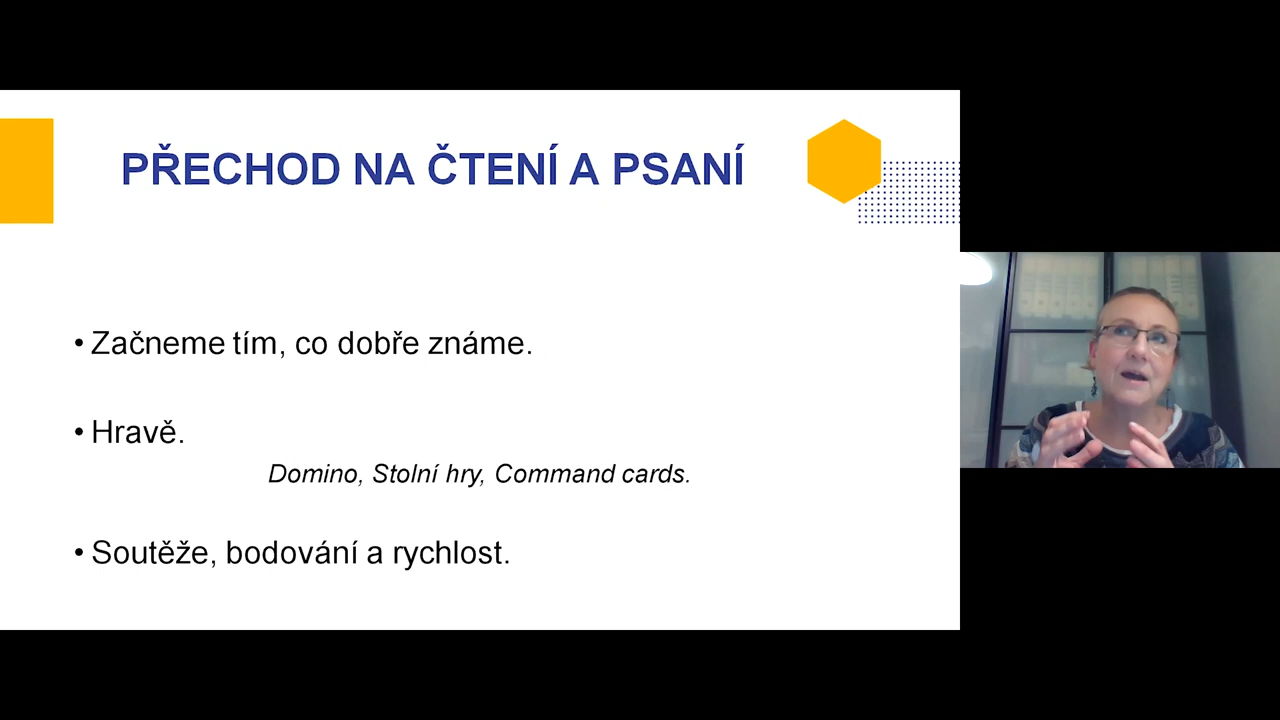 PŘECHOD NA ČTENÍ A PSANÍ
• Začneme tím, co dobře známe.
• Hravě.
Domino, Stolní hry, Command cards.
• Soutěže, bodování a rychlost.